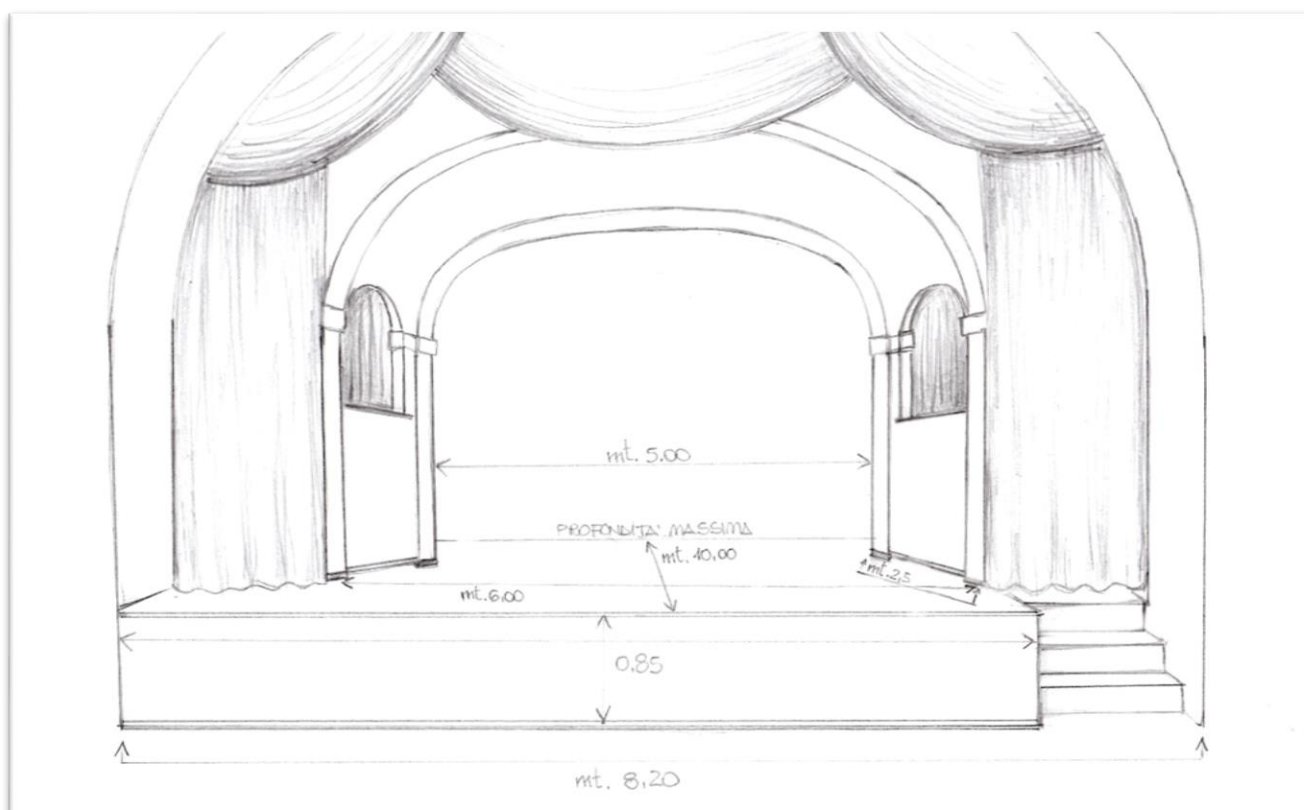 mt. 5.00
PROFONDITA' MASSIMA
mt. 10,00
mt. 2,5
mt. 6,00
0,85
mt. 8,20